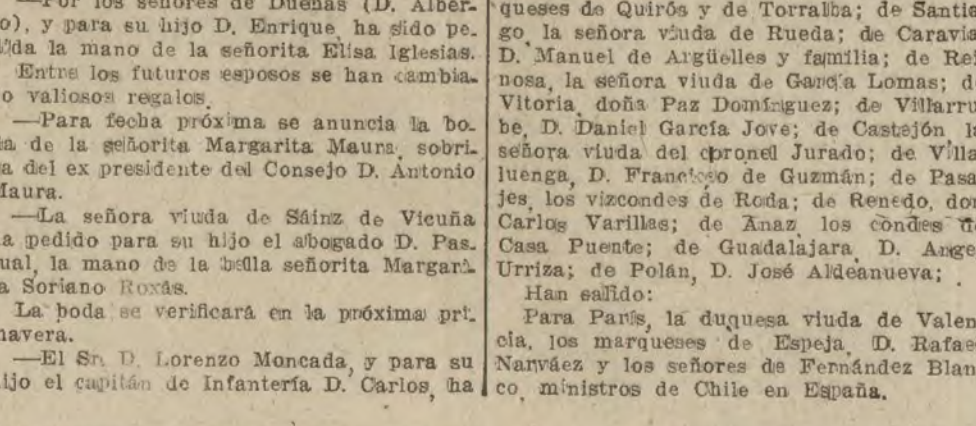 —Por los señores de Dueñas (D. Alber-
o), y para su hijo D. Enrique, ha sido pe-
da la mano de la señorita Elisa Iglesias.
Entre los futuros esposos se han cambia-
o valiosos regalos.
—Para fecha próxima se anuncia la bo-
a de la señorita Margarita Maura, sobri-
a del ex presidente del Consejo D. Antonio
Maura.
—La señora viuda de Sáinz de Vicuña
a pedido para su hijo el abogado D. Pas-
ual, la mano de la bella señorita Margari-
a Soriano Roxás.
La boda se verificará en la próxima pri-
navera.
—El Sr. D. Lorenzo Moncada, y para su
ijo el capitán de Infantería D. Carlos, ha
queses de Quirós y de Torralba; de Santia
go, la señora viuda de Rueda; de Caravia
D. Manuel de Argüelles y familia; de Rei
nosa, la señora viuda de García Lomas; d
Vitoria, doña Paz Domínguez; de Villarru
be, D. Daniel García Jove; de Castejón, la
señora viuda del coronel Jurado; de Villa
luenga, D. Francisco de Guzmán; de Pasa
jes, los vizcondes de Roda; de Renedo, don
Carlos Varillas; de Anaz, los condes de
Casa Puente; de Guadalajara, D. Ange
Urriza; de Polán, D. José Aldeanueva;
Han salido:
Para París, la duquesa viuda de Valen
cia, los marqueses de Espeja, D. Rafae
Narváez y los señores de Fernández Blan
co, ministros de Chile en España.